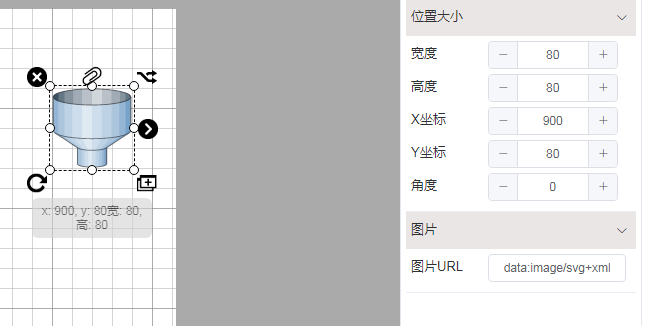 x: 900, y: 80宽: 80,
高: 80
位置大小
宽度
80
高度
80
X坐标
900
Y坐标
80
角度
0
图片
图片URL
data:image/svg+xml